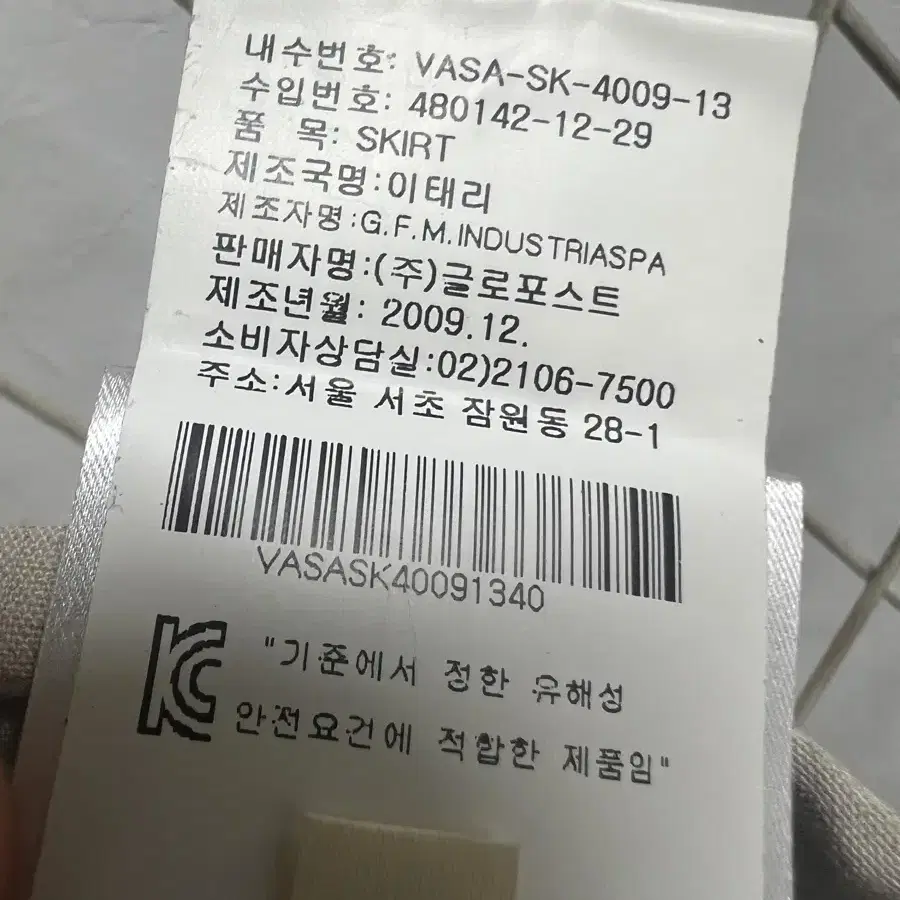 내수번호: VASA-SK-4009-13
수입번호: 480142-12-29
품 목: SKIRT
제조국명:이태리
제조자명:G.F.M.INDUSTRIASPA
판매자명:(주)글로포스트
제조년월: 2009.12.
소비자상담실:02)2106-7500
주소:서울 서초 잠원동 28-1
VASASK40091340
KC "기준에서 정한 유해성
안전요건에 적합한 제품임"